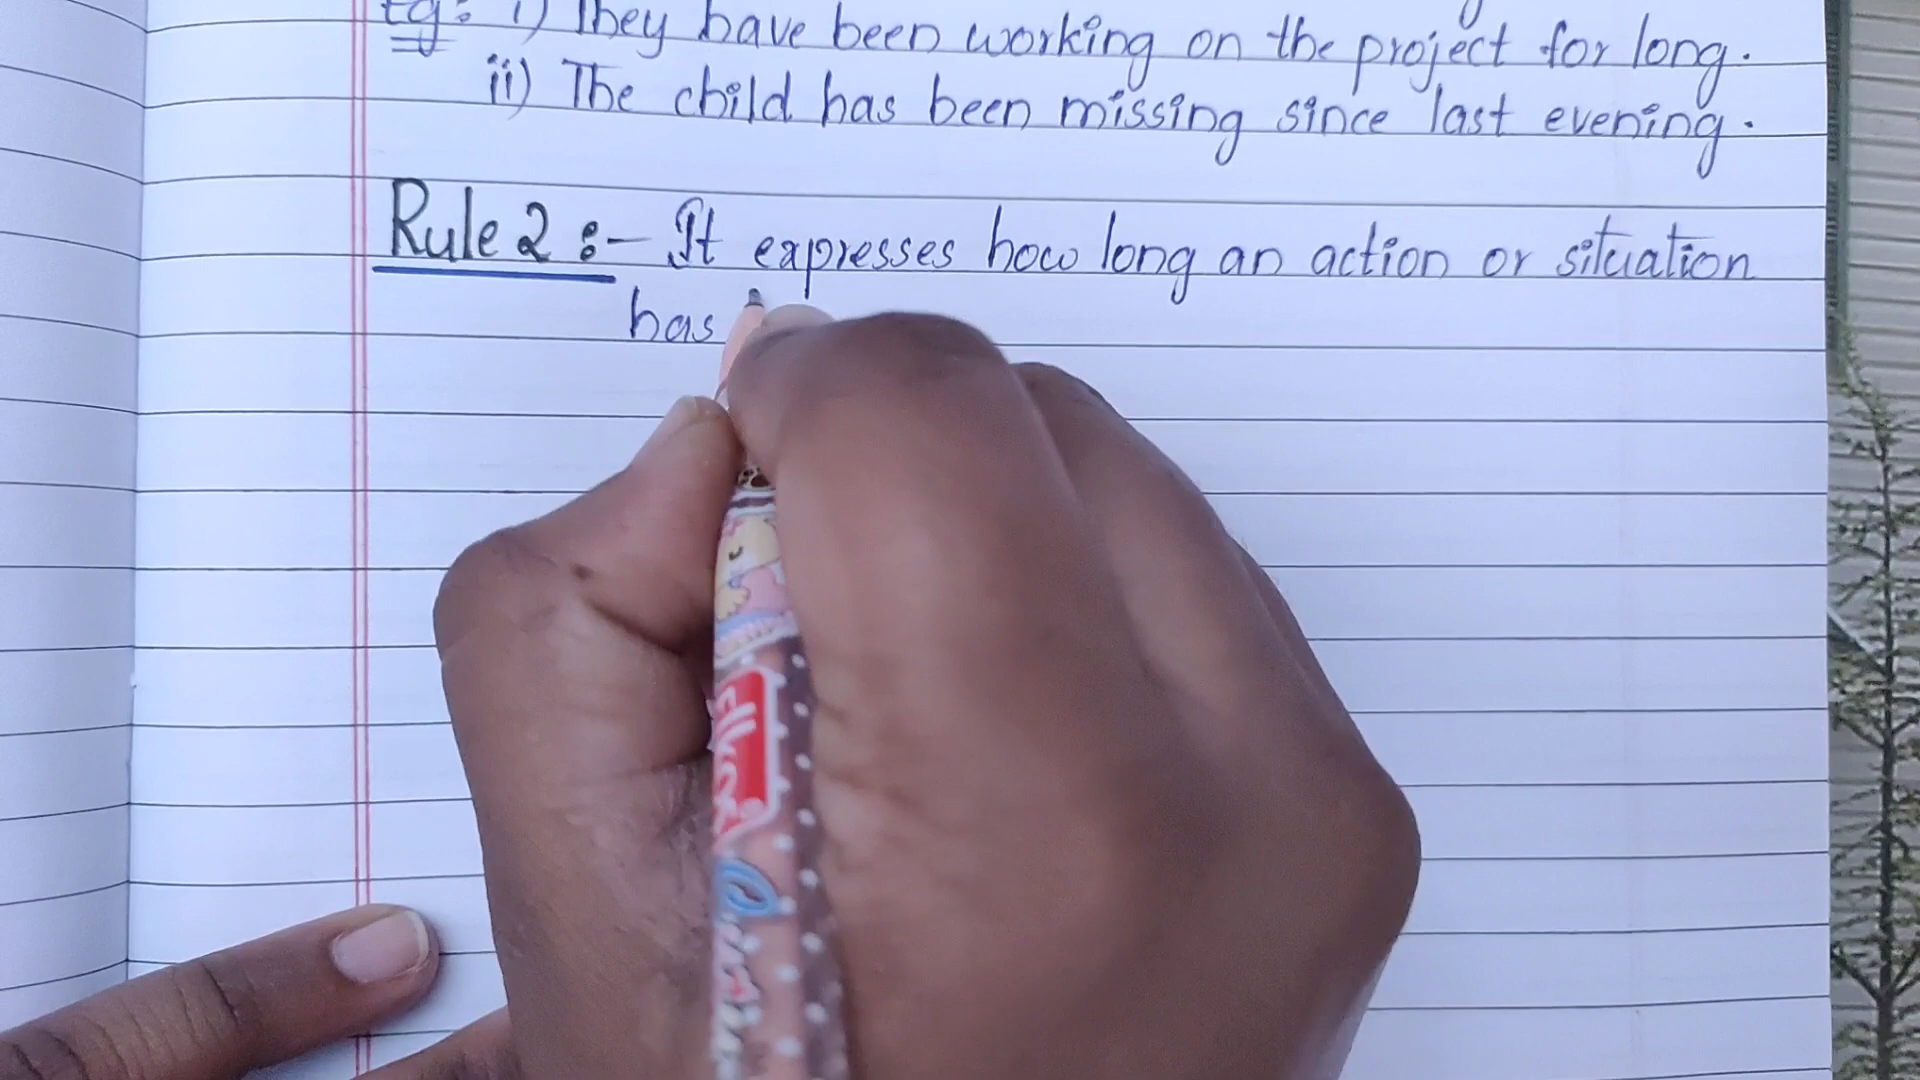 Eg: i) They have been working on the project for long.
ii) The child has been missing since last evening.
Rule 2 :- It expresses how long an action or situation
has